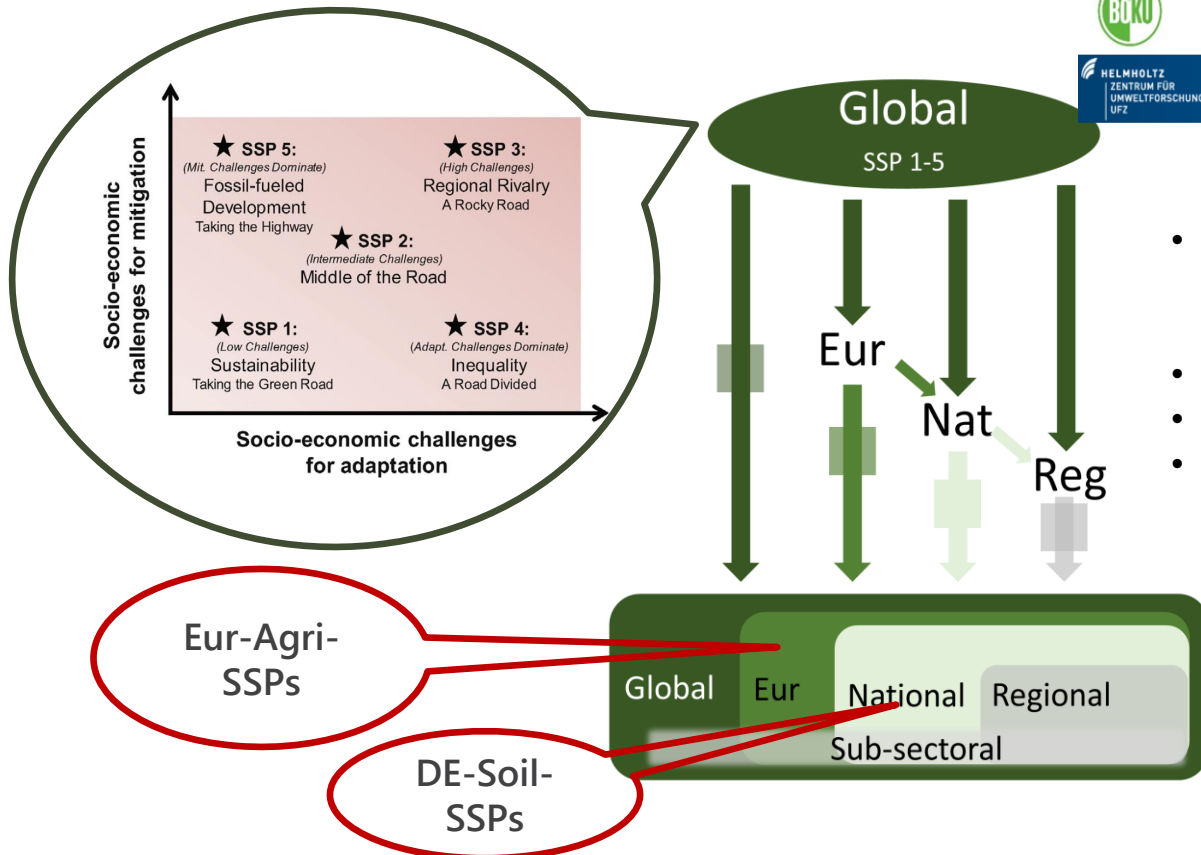 BOKU
HELMHOLTZ
ZENTRUM FÜR
UMWELTFORSCHUNG
UFZ
Global
SSP 1-5
Socio-economic
challenges for mitigation
★ SSP 5:
(Mit. Challenges Dominate)
Fossil-fueled
Development
Taking the Highway
★ SSP 3:
(High Challenges)
Regional Rivalry
A Rocky Road
★ SSP 2:
(Intermediate Challenges)
Middle of the Road
★ SSP 1:
(Low Challenges)
Sustainability
Taking the Green Road
★ SSP 4:
(Adapt. Challenges Dominate)
Inequality
A Road Divided
Socio-economic challenges
for adaptation
Eur
Nat
Reg
Eur-Agri-
SSPs
Global
Eur
National
Regional
Sub-sectoral
DE-Soil-
SSPs